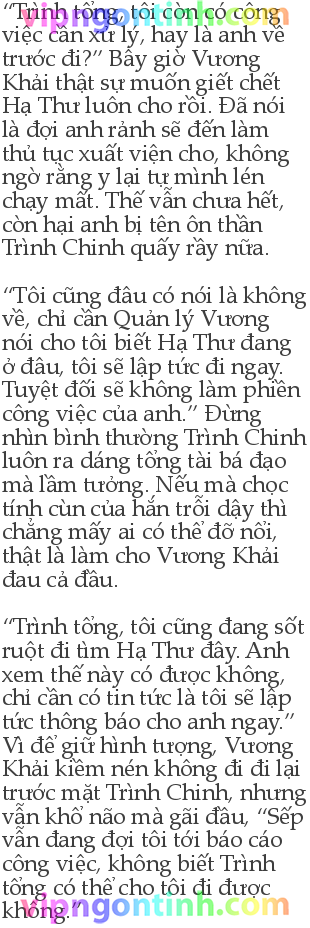 “Trình tổng, tôi còn có công
việc cần xử lý, hay là anh về
trước đi?” Bây giờ Vương
Khải thật sự muốn giết chết
Hạ Thư luôn cho rồi. Đã nói
là đợi anh rảnh sẽ đến làm
thủ tục xuất viện cho, không
ngờ rằng y lại tự mình lén
chạy mất. Thế vẫn chưa hết,
còn hại anh bị tên ôn thần
Trình Chinh quấy rầy nữa.
“Tôi cũng đâu có nói là không
về, chỉ cần Quản lý Vương
nói cho tôi biết Hạ Thư đang
ở đâu, tôi sẽ lập tức đi ngay.
Tuyệt đối sẽ không làm phiền
công việc của anh.” Đừng
nhìn bình thường Trình Chinh
luôn ra dáng tổng tài bá đạo
mà lầm tưởng. Nếu mà chọc
tính cùn của hắn trỗi dậy thì
chẳng mấy ai có thể đỡ nổi,
thật là làm cho Vương Khải
đau cả đầu.
“Trình tổng, tôi cũng đang sốt
ruột đi tìm Hạ Thư đây. Anh
xem thế này có được không,
chỉ cần có tin tức là tôi sẽ lập
tức thông báo cho anh ngay.”
Vì để giữ hình tượng, Vương
Khải kiềm nén không đi đi lại
trước mặt Trình Chinh, nhưng
vẫn khổ não mà gãi đầu, “Sếp
vẫn đang đợi tôi tới báo cáo
công việc, không biết Trình
tổng có thể cho tôi đi được
không.”
vipngontinh.com
vipngontinh.com